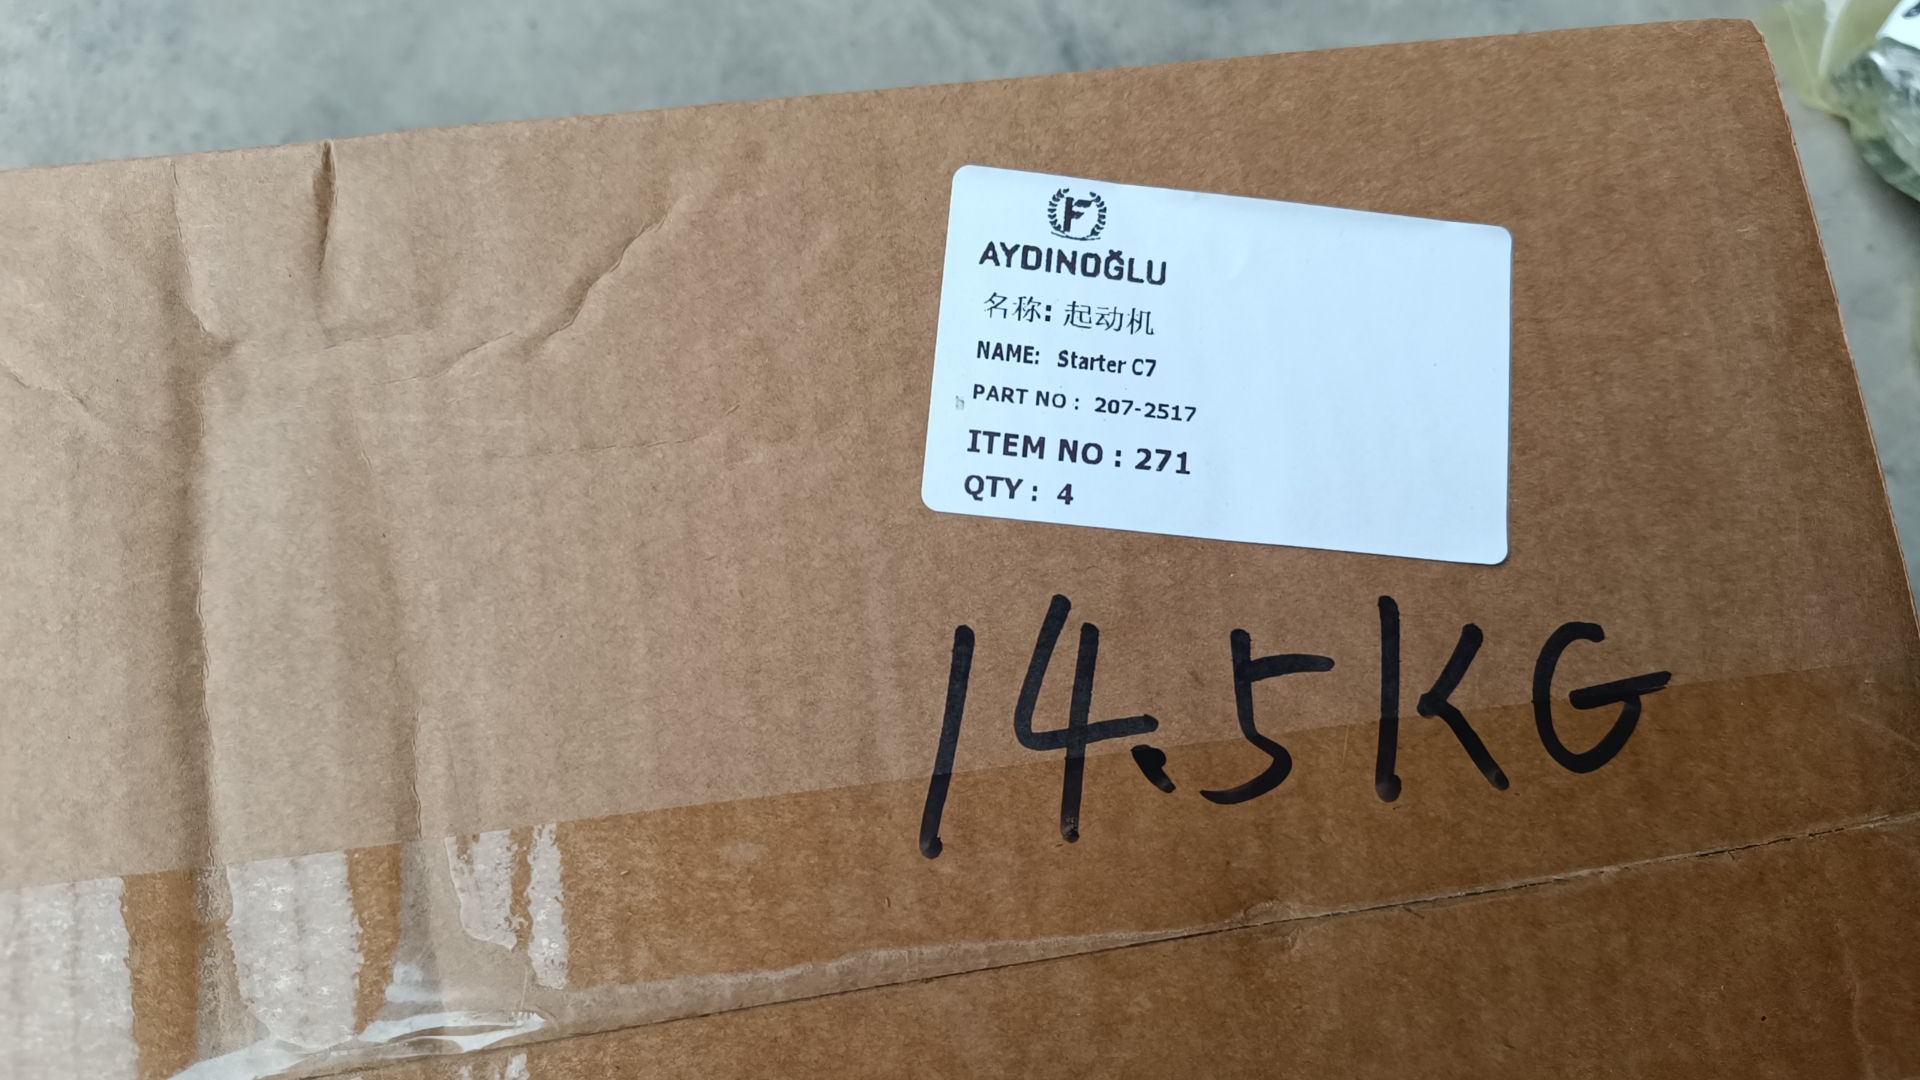 F
AYDINOĞLU
名称: 起动机
NAME: Starter C7
PART NO : 207-2517
ITEM NO : 271
QTY : 4
14.5KG